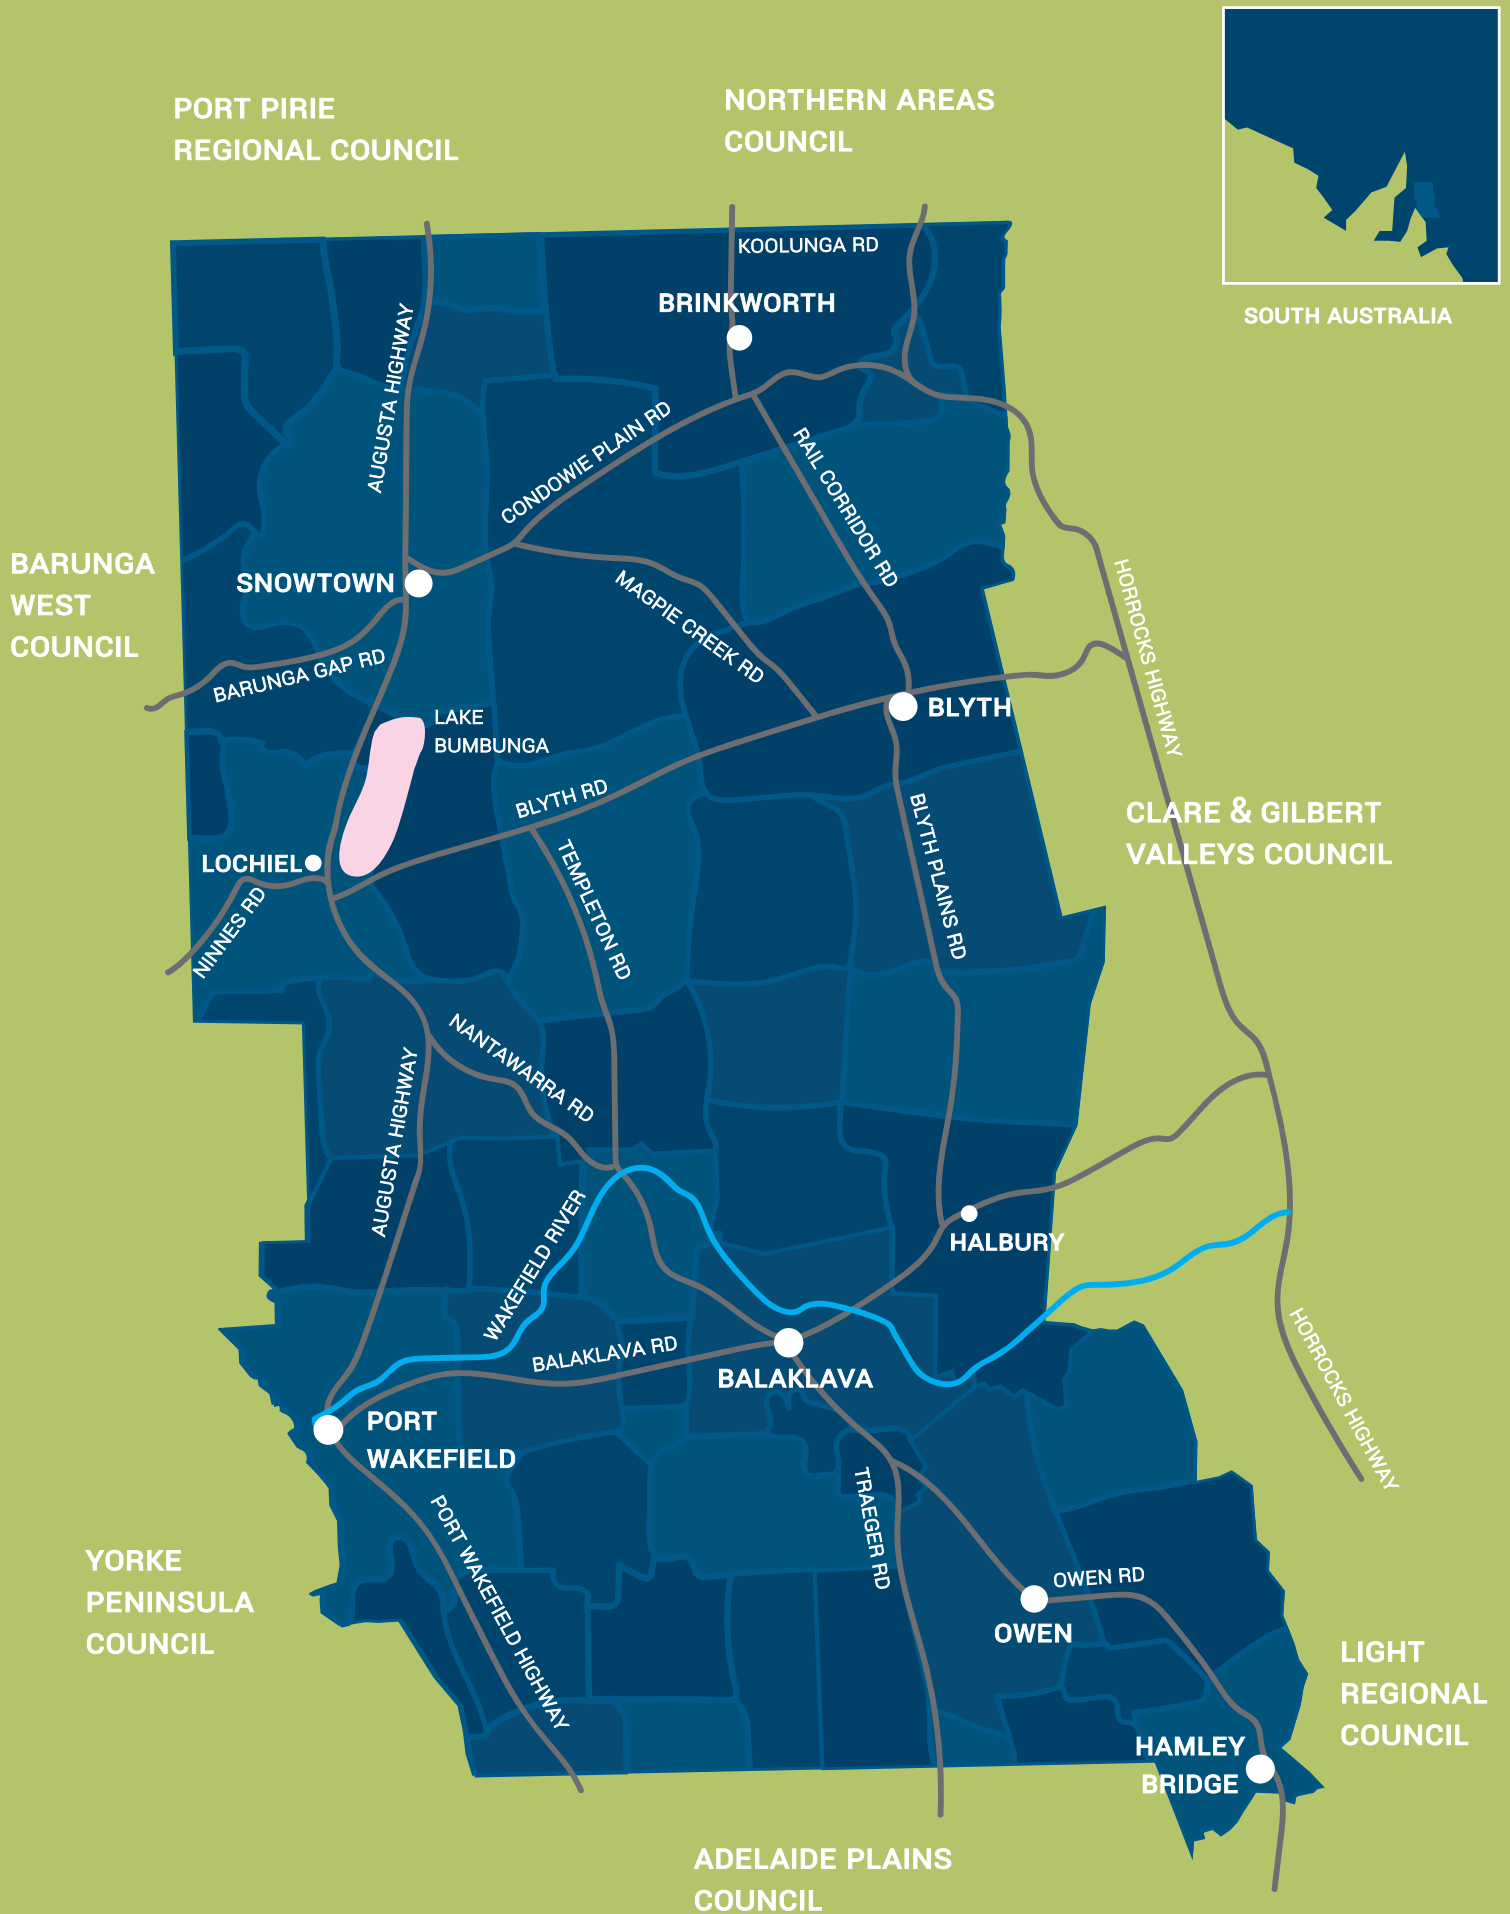 PORT PIRIE
REGIONAL COUNCIL
NORTHERN AREAS
COUNCIL
SOUTH AUSTRALIA
KOOLUNGA RD
BRINKWORTH
AUGUSTA HIGHWAY
CONDOWIE PLAIN RD
RAIL CORRIDOR RD
BARUNGA
WEST
COUNCIL
SNOWTOWN
MAGPIE CREEK RD
HORROCKS HIGHWAY
BARUNGA GAP RD
BLYTH
LAKE
BUMBUNGA
BLYTH RD
CLARE & GILBERT
VALLEYS COUNCIL
LOCHIEL
TEMPLETON RD
BLYTH PLAINS RD
NINNES RD
NANTAWARRA RD
AUGUSTA HIGHWAY
WAKEFIELD RIVER
HALBURY
BALAKLAVA RD
BALAKLAVA
HORROCKS HIGHWAY
PORT
WAKEFIELD
TRAEGER RD
PORT WAKEFIELD HIGHWAY
YORKE
PENINSULA
COUNCIL
OWEN RD
OWEN
LIGHT
REGIONAL
COUNCIL
HAMLEY
BRIDGE
ADELAIDE PLAINS
COUNCIL